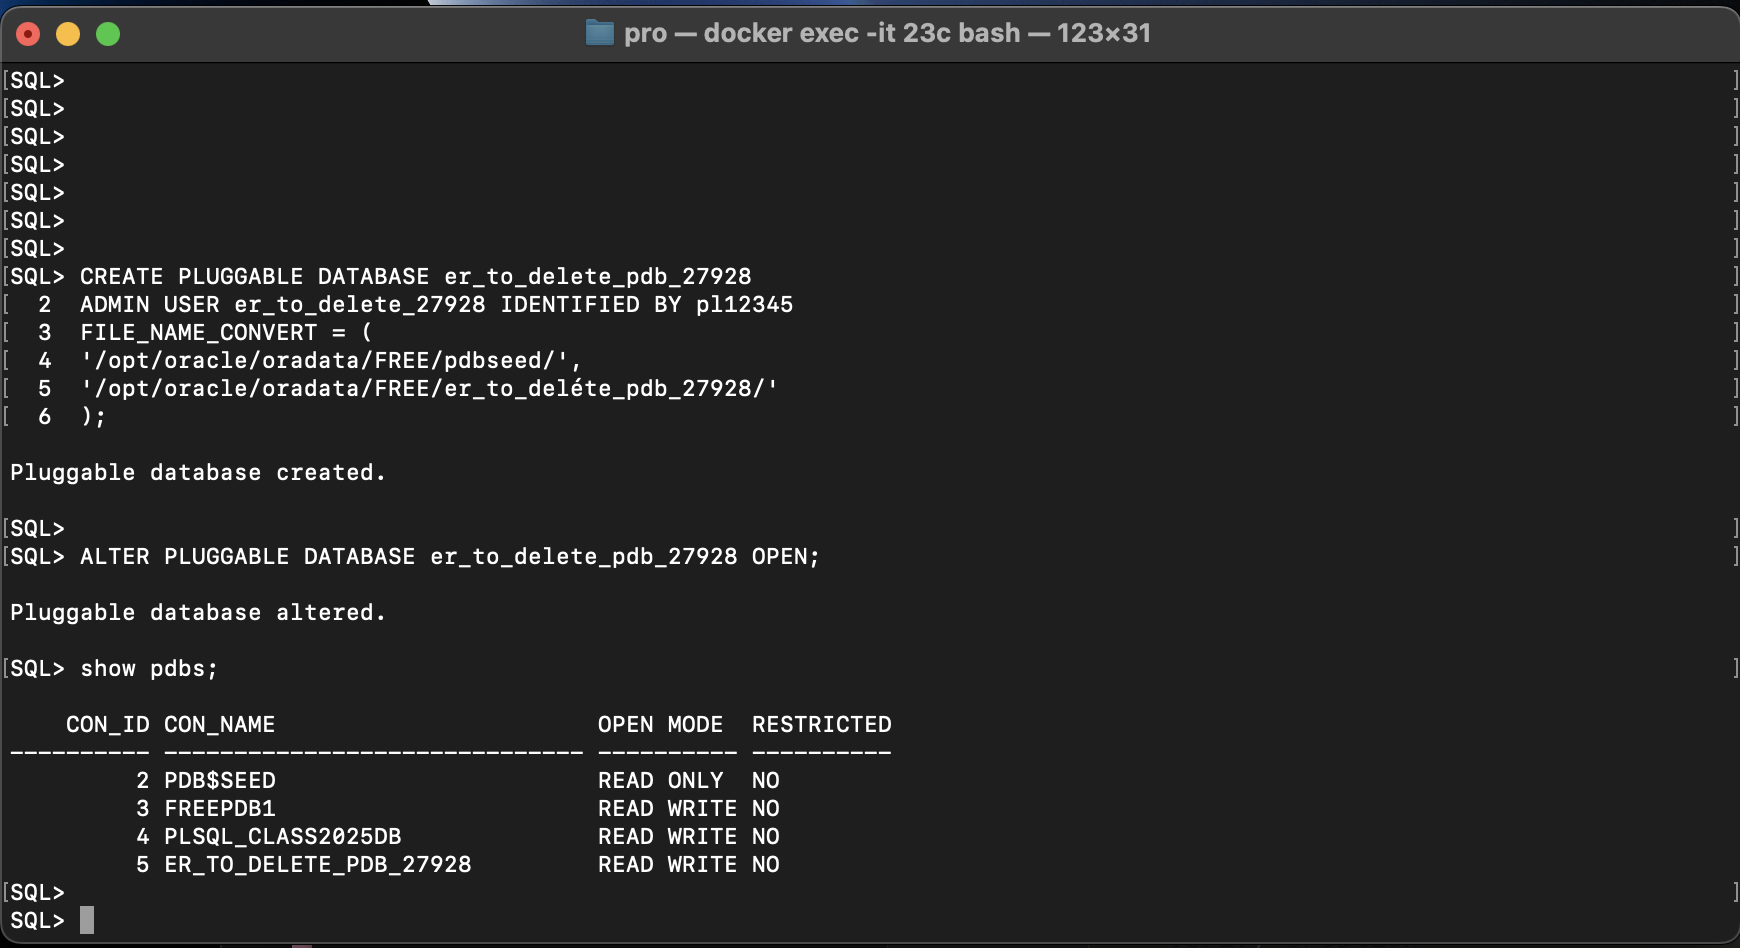 pro — docker exec -it 23c bash — 123×31
[SQL> ]
[SQL> ]
[SQL> ]
[SQL> ]
[SQL> ]
[SQL> ]
[SQL> ]
[SQL> CREATE PLUGGABLE DATABASE er_to_delete_pdb_27928 ]
[  2  ADMIN USER er_to_delete_27928 IDENTIFIED BY pl12345 ]
[  3  FILE_NAME_CONVERT = ( ]
[  4  '/opt/oracle/oradata/FREE/pdbseed/', ]
[  5  '/opt/oracle/oradata/FREE/er_to_deléte_pdb_27928/' ]
[  6  ); ]
Pluggable database created.
[SQL> ]
[SQL> ALTER PLUGGABLE DATABASE er_to_delete_pdb_27928 OPEN; ]
Pluggable database altered.
[SQL> show pdbs; ]
    CON_ID CON_NAME                       OPEN MODE  RESTRICTED
---------- ------------------------------ ---------- ----------
         2 PDB$SEED                       READ ONLY  NO
         3 FREEPDB1                       READ WRITE NO
         4 PLSQL_CLASS2025DB              READ WRITE NO
         5 ER_TO_DELETE_PDB_27928         READ WRITE NO
[SQL> ]
SQL>